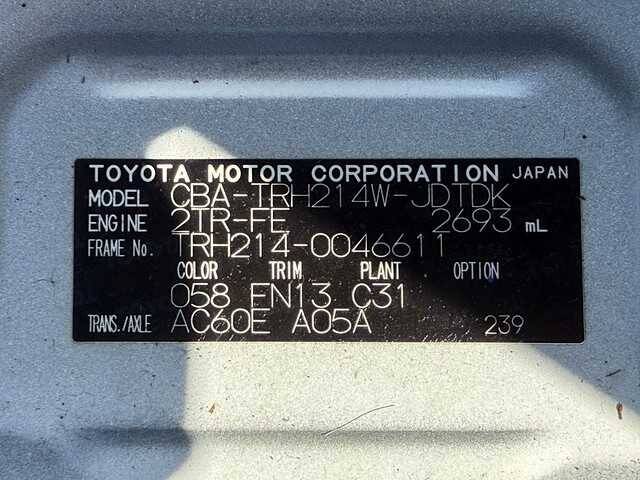 TOYOTA MOTOR CORPORATION JAPAN
MODEL CBA-TRH214W-JDTDK
ENGINE 2TR-FE 2693 mL
FRAME No. TRH214-0046611
COLOR TRIM PLANT OPTION
058 FN13 C31
TRANS./AXLE AC60E A05A 239